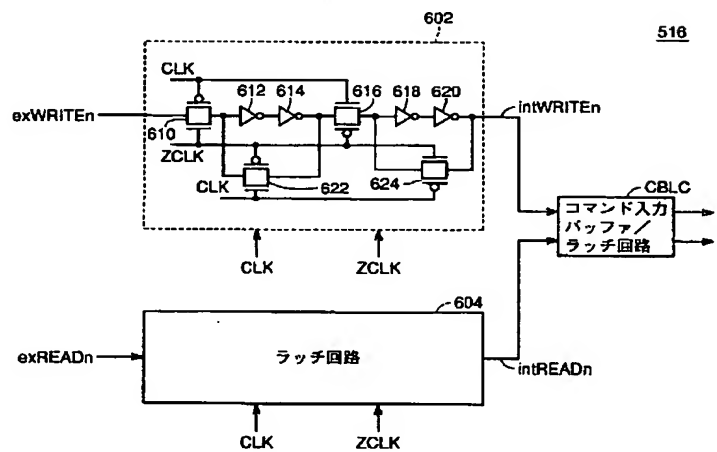 602
516
CLK
612
614
616
618
620
exWRITEn
intWRITEn
610
ZCLK
CLK
622
624
CBLC
コマンド入力
バッファ／
ラッチ回路
CLK
ZCLK
604
exREADn
ラッチ回路
intREADn
CLK
ZCLK